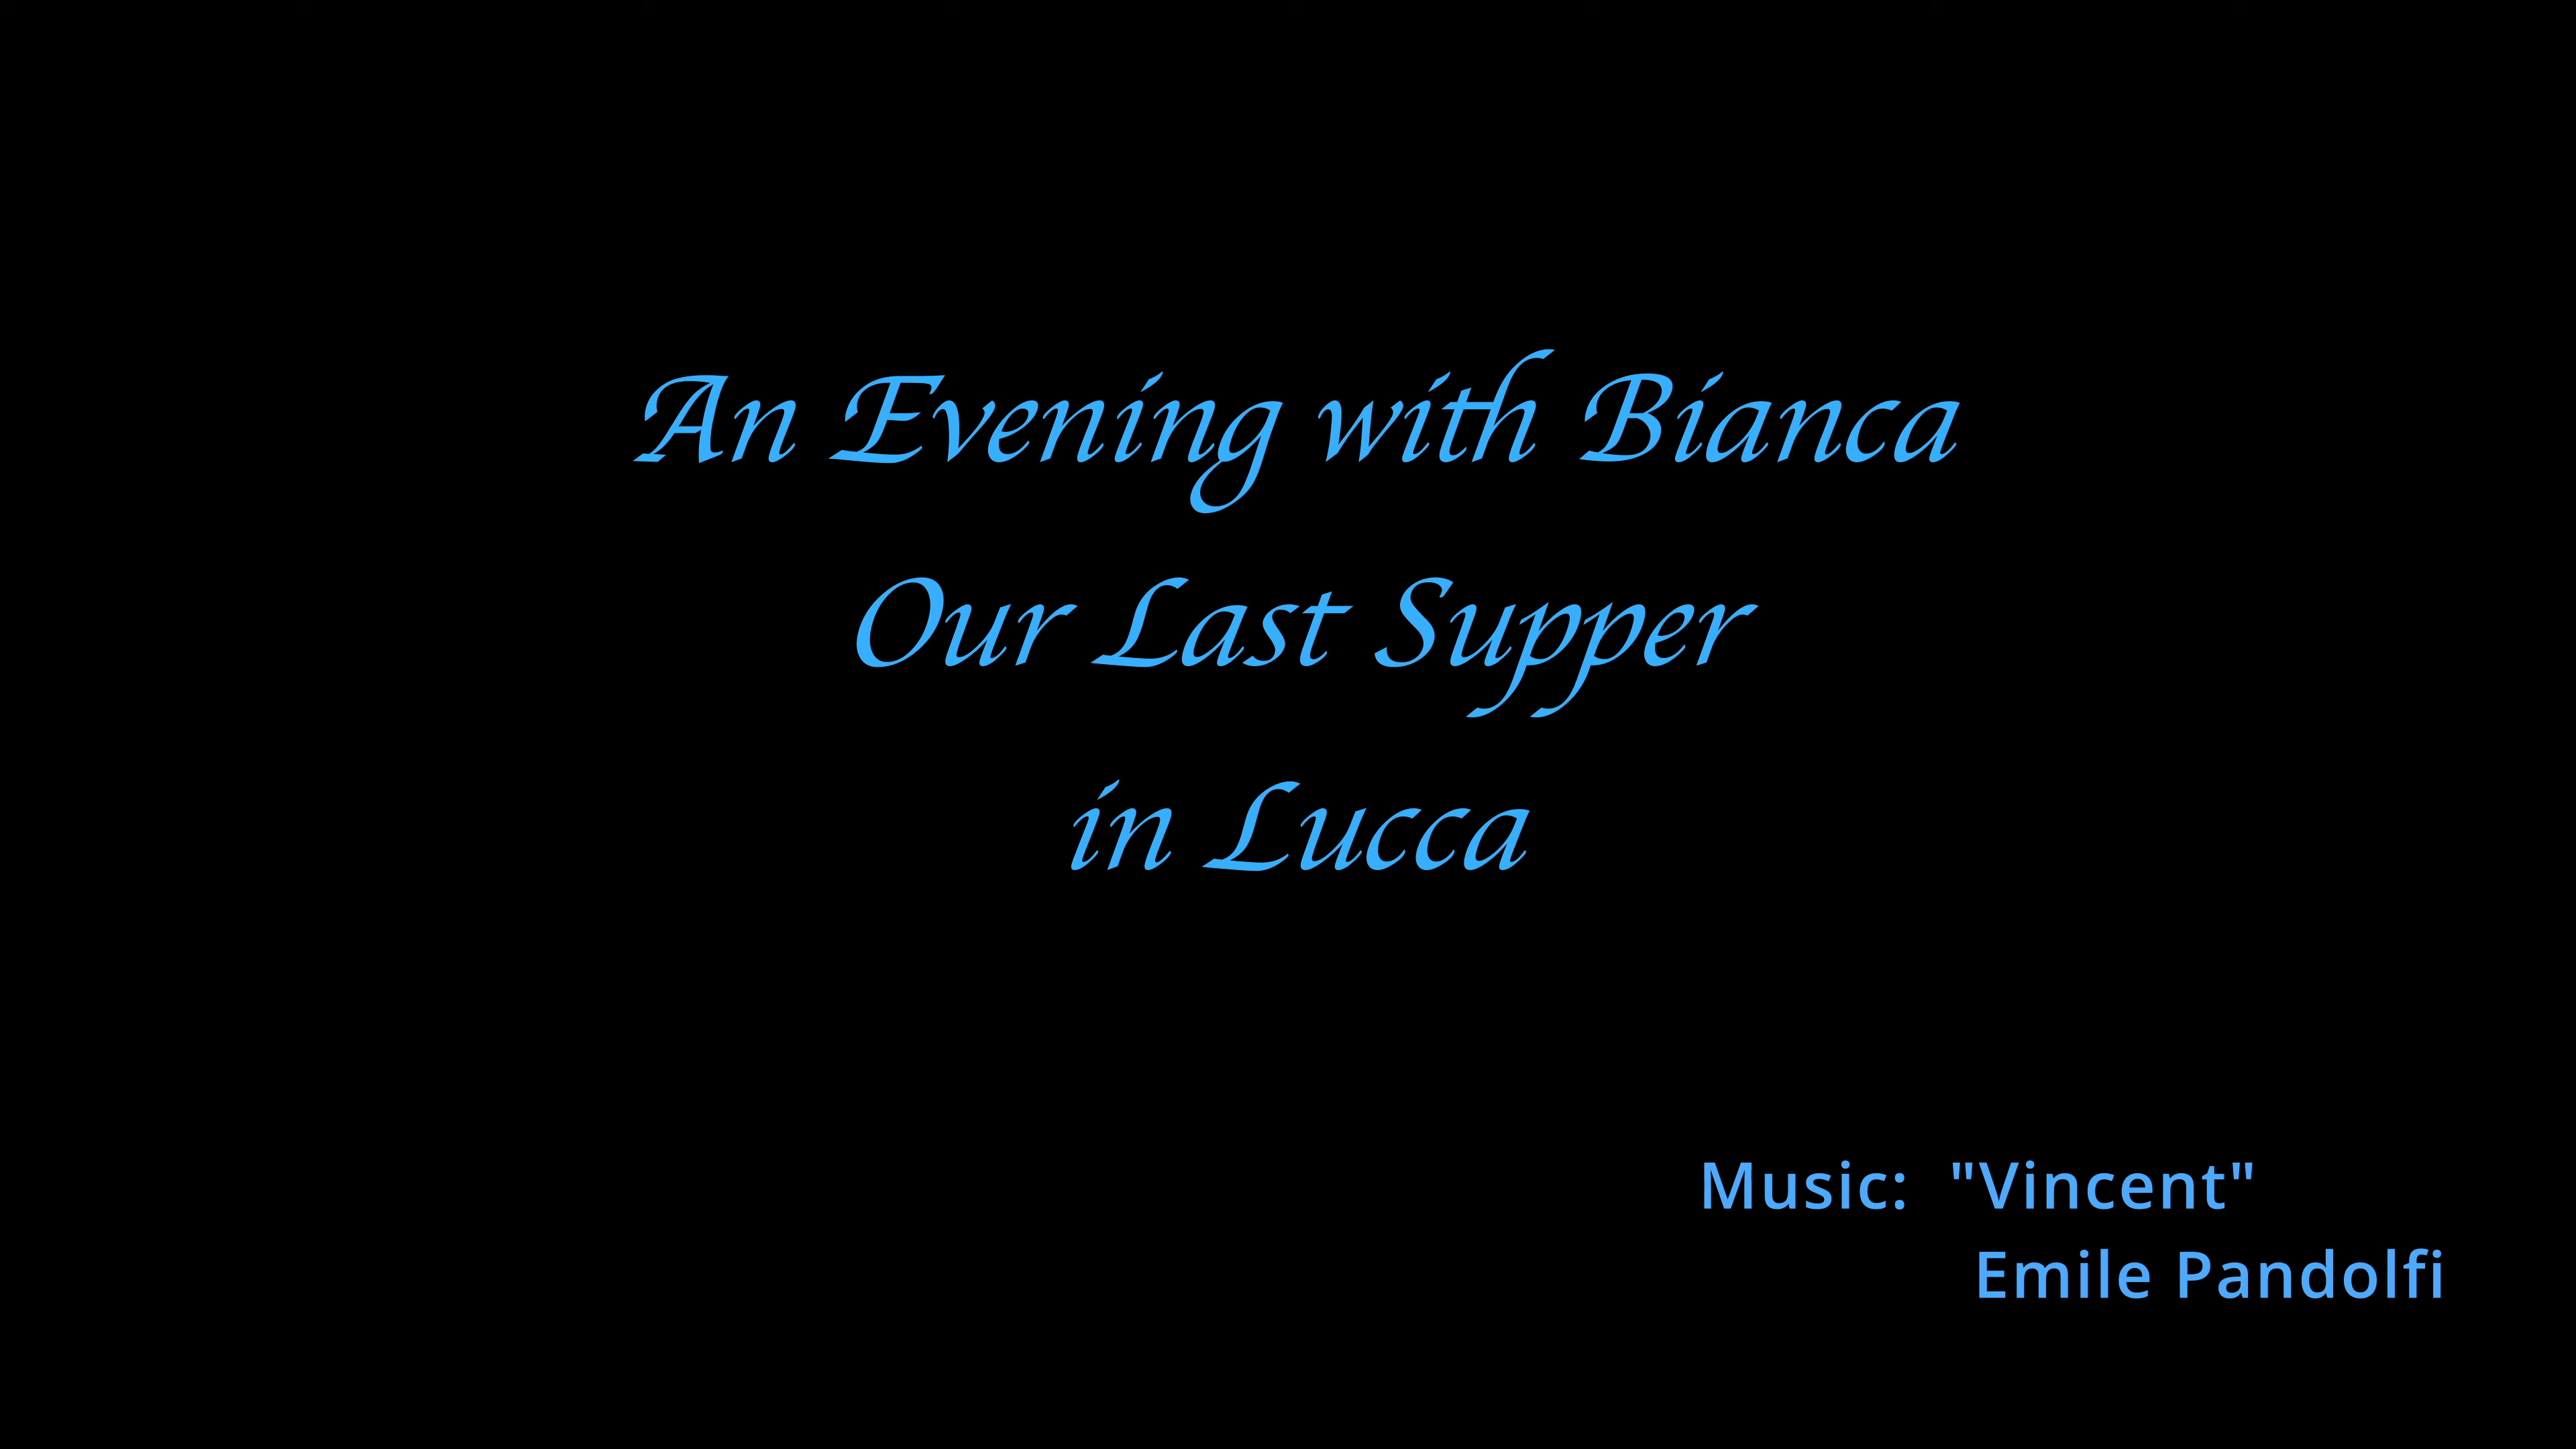 An Evening with Bianca
Our Last Supper
in Lucca
Music: "Vincent"
Emile Pandolfi